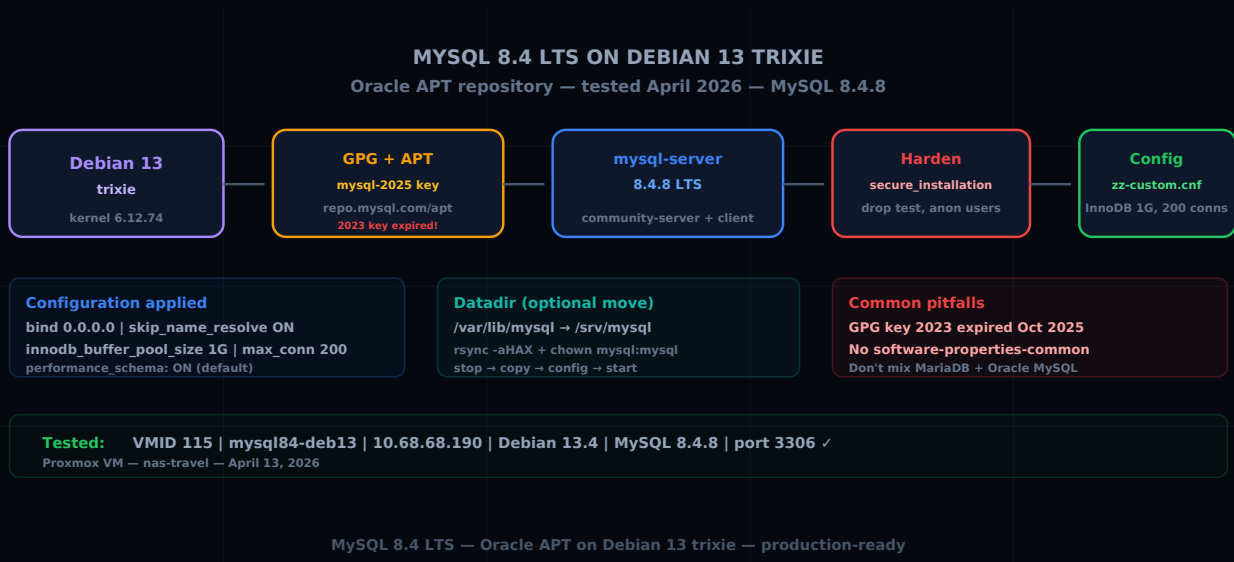 MYSQL 8.4 LTS ON DEBIAN 13 TRIXIE
Oracle APT repository — tested April 2026 — MySQL 8.4.8
Debian 13
trixie
kernel 6.12.74
GPG + APT
mysql-2025 key
repo.mysql.com/apt
2023 key expired!
mysql-server
8.4.8 LTS
community-server + client
Harden
secure_installation
drop test, anon users
Config
zz-custom.cnf
InnoDB 1G, 200 conns
Configuration applied
bind 0.0.0.0 | skip_name_resolve ON
innodb_buffer_pool_size 1G | max_conn 200
performance_schema: ON (default)
Datadir (optional move)
/var/lib/mysql → /srv/mysql
rsync -aHAX + chown mysql:mysql
stop → copy → config → start
Common pitfalls
GPG key 2023 expired Oct 2025
No software-properties-common
Don't mix MariaDB + Oracle MySQL
Tested: VMID 115 | mysql84-deb13 | 10.68.68.190 | Debian 13.4 | MySQL 8.4.8 | port 3306 ✓
Proxmox VM — nas-travel — April 13, 2026
MySQL 8.4 LTS — Oracle APT on Debian 13 trixie — production-ready